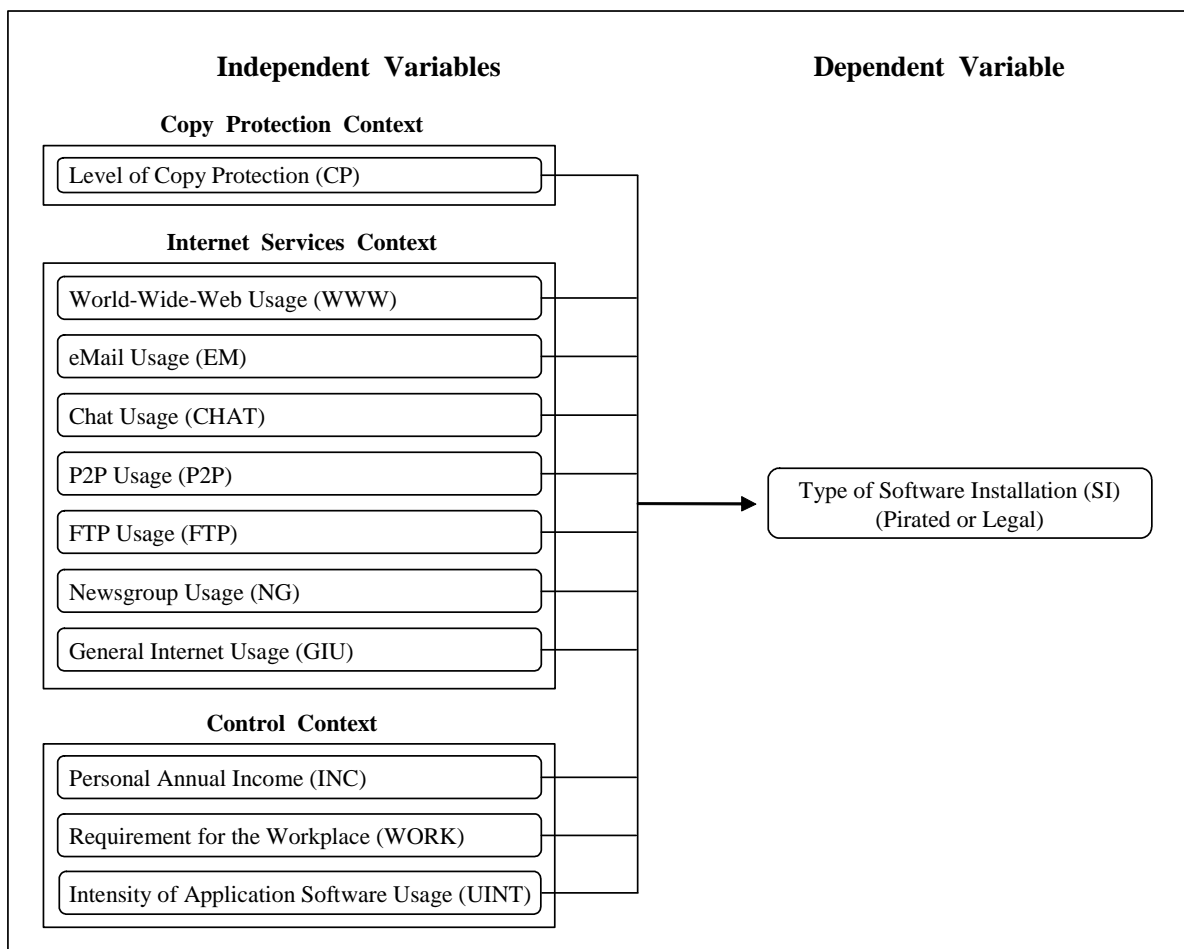 Independent Variables
Dependent Variable
Copy Protection Context
Level of Copy Protection (CP)
Internet Services Context
World-Wide-Web Usage (WWW)
eMail Usage (EM)
Chat Usage (CHAT)
P2P Usage (P2P)
FTP Usage (FTP)
Newsgroup Usage (NG)
General Internet Usage (GIU)
Control Context
Personal Annual Income (INC)
Requirement for the Workplace (WORK)
Intensity of Application Software Usage (UINT)
Type of Software Installation (SI)
(Pirated or Legal)